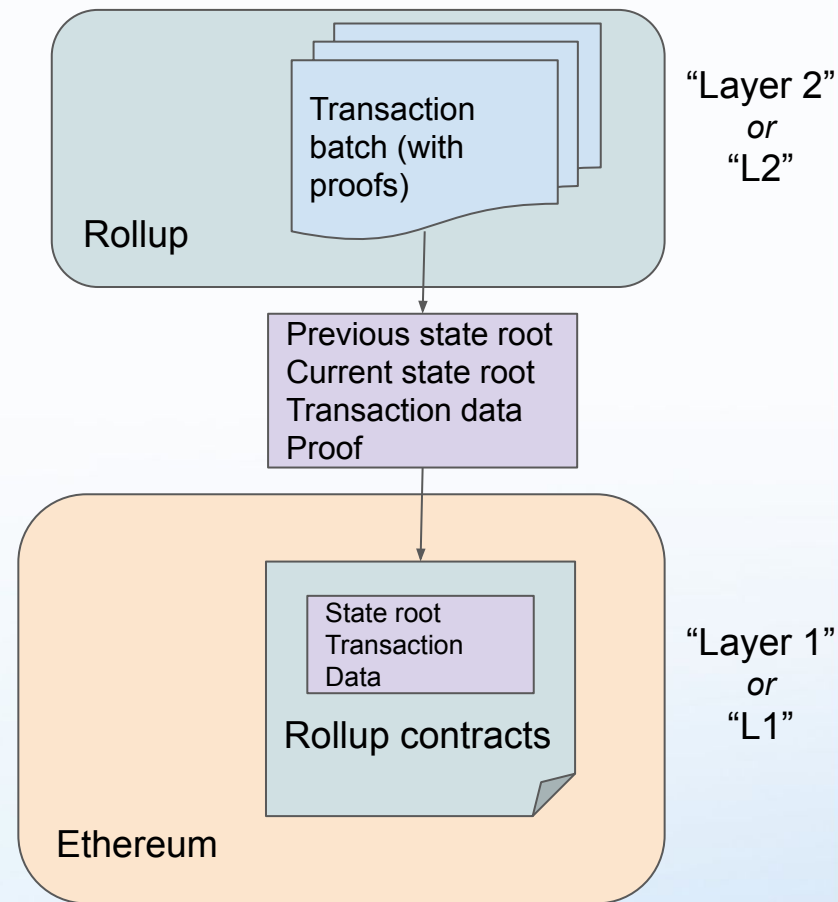 Transaction
batch (with
proofs)
Rollup
“Layer 2”
or
“L2”
Previous state root
Current state root
Transaction data
Proof
State root
Transaction
Data
Rollup contracts
Ethereum
“Layer 1”
or
“L1”